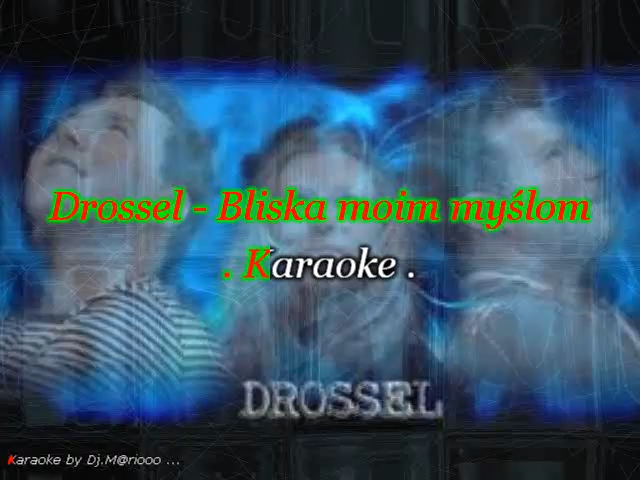 Drossel - Bliska moim myślom
. Karaoke .
DROSSEL
Karaoke by Dj.M@riooo ...